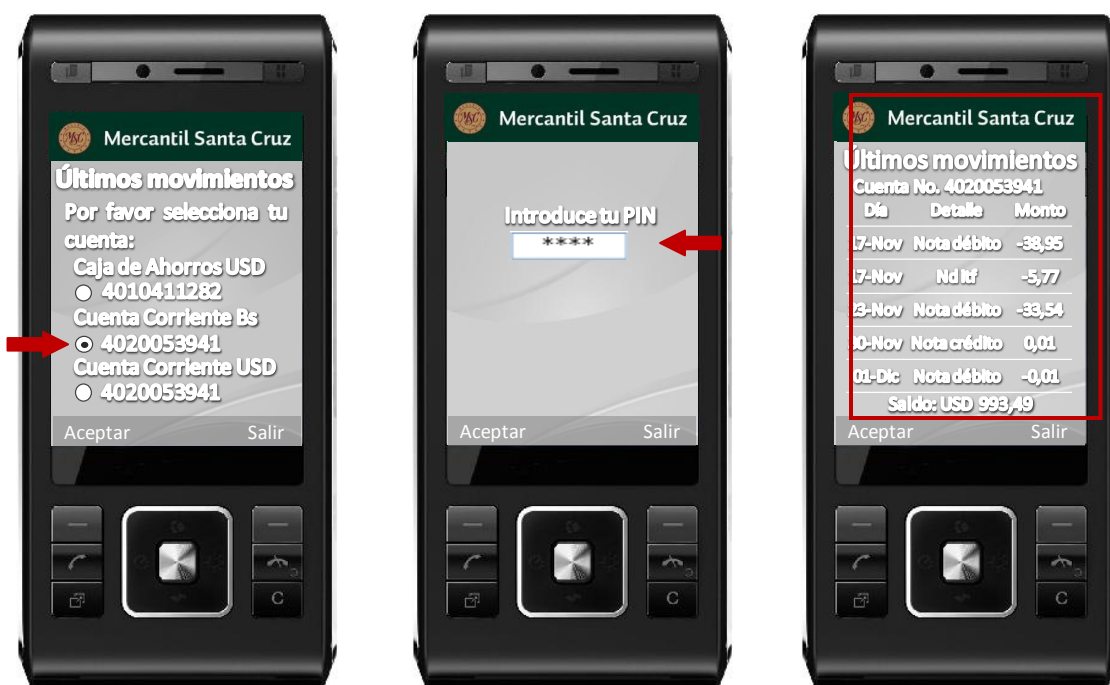 Mercantil Santa Cruz
Últimos movimientos
Por favor selecciona tu
cuenta:
Caja de Ahorros USD
4010411282
Cuenta Corriente Bs
4020053941
Cuenta Corriente USD
4020053941
Aceptar Salir
C
Mercantil Santa Cruz
Introduce tu PIN
****
Aceptar Salir
C
Mercantil Santa Cruz
Últimos movimientos
Cuenta No. 4020053941
Día Detalle Monto
17-Nov Nota débito -38,95
17-Nov Nd itf -5,77
23-Nov Nota débito -33,54
30-Nov Nota crédito 0,01
01-Dic Nota débito -0,01
Saldo: USD 993,49
Aceptar Salir
C